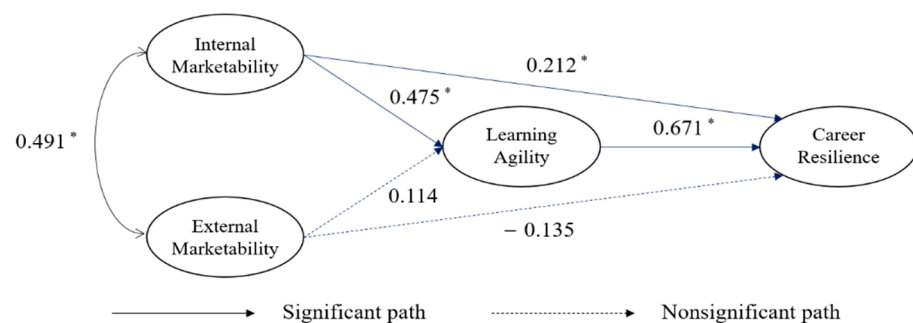 Internal
Marketability
0.212 *
0.475 *
0.491 *
Learning
Agility
0.671 *
Career
Resilience
0.114
External
Marketability
− 0.135
Significant path
Nonsignificant path